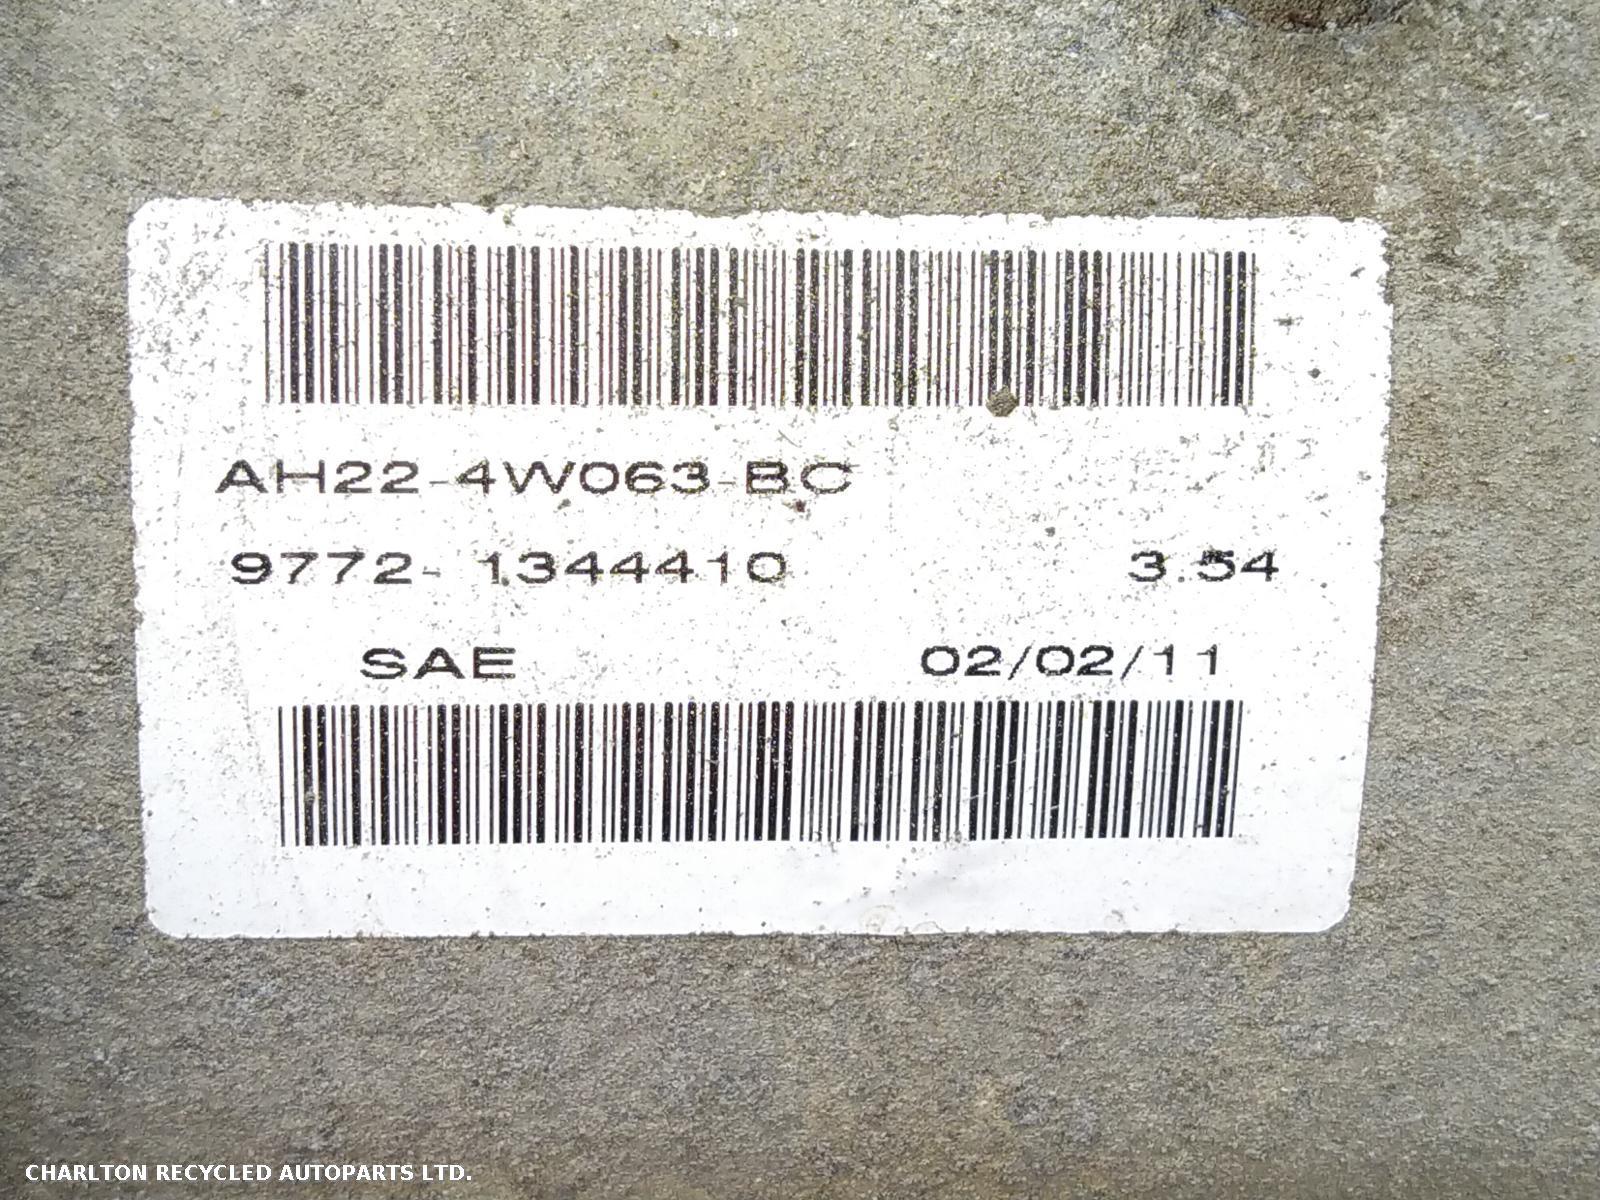 AH22-4W063-BC
9772- 1344410 3.54
SAE 02/02/11
CHARLTON RECYCLED AUTOPARTS LTD.